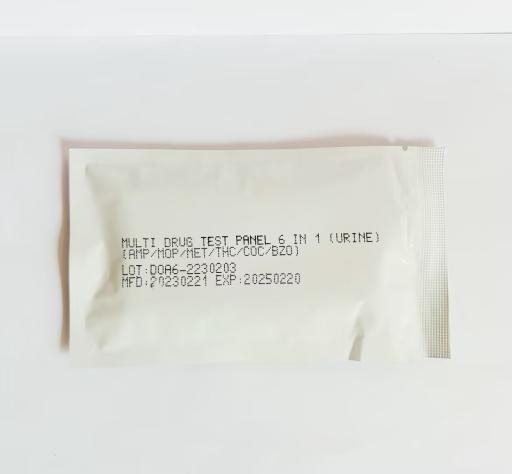 MULTI DRUG TEST PANEL 6 IN 1 (URINE)
(AMP/MOP/MET/THC/COC/BZO)
LOT:DOA6-2230203
MFD:20230221 EXP:20250220